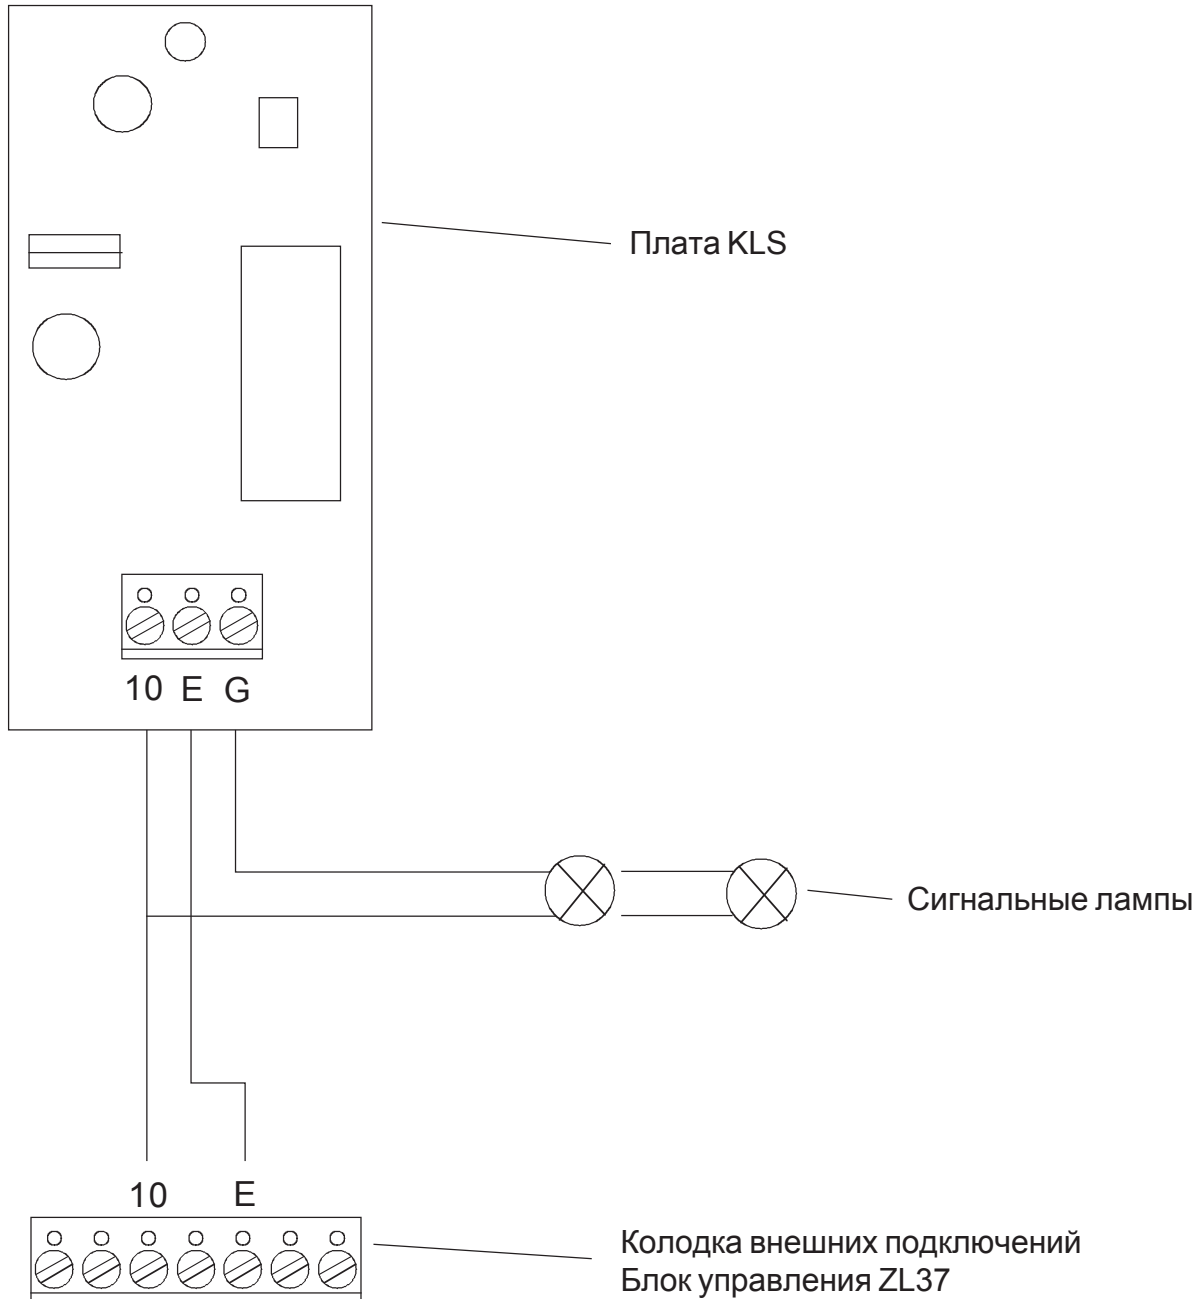 Плата KLS
10 E G
Сигнальные лампы
10 E
Колодка внешних подключений
Блок управления ZL37